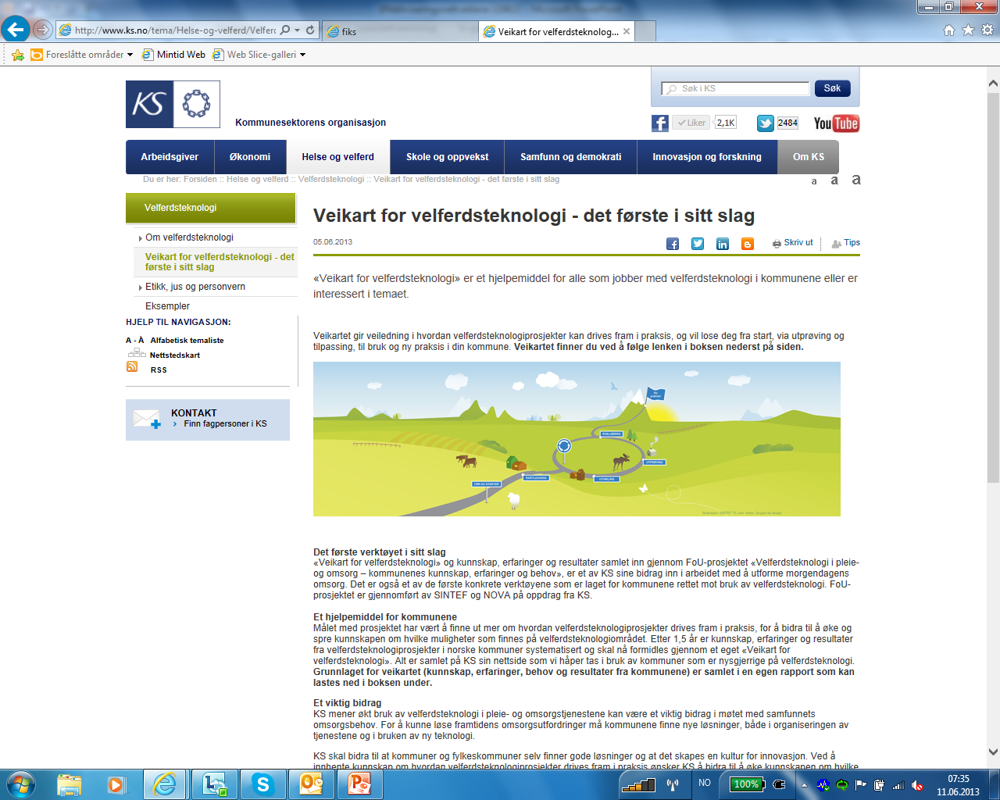 http://www.ks.no/tema/Helse-og-velferd/Velferd
fiks
Veikart for velferdsteknolog...
Foreslåtte områder
Mintid Web
Web Slice-galleri
KS
Kommunesektorens organisasjon
Søk i KS
Søk
Liker
2,1K
2484
YouTube
Arbeidsgiver
Økonomi
Helse og velferd
Skole og oppvekst
Samfunn og demokrati
Innovasjon og forskning
Om KS
Du er her: Forsiden :: Helse og velferd :: Velferdsteknologi :: Veikart for velferdsteknologi - det første i sitt slag
a a a
Velferdsteknologi
Om velferdsteknologi
Veikart for velferdsteknologi - det
første i sitt slag
Etikk, jus og personvern
Eksempler
HJELP TIL NAVIGASJON:
A - Å Alfabetisk temaliste
Nettstedskart
RSS
KONTAKT
Finn fagpersoner i KS
Veikart for velferdsteknologi - det første i sitt slag
05.06.2013
Skriv ut
Tips
«Veikart for velferdsteknologi» er et hjelpemiddel for alle som jobber med velferdsteknologi i kommunene eller er
interessert i temaet.
Veikartet gir veiledning i hvordan velferdsteknologiprosjekter kan drives fram i praksis, og vil lose deg fra start, via utprøving og
tilpassing, til bruk og ny praksis i din kommune. Veikartet finner du ved å følge lenken i boksen nederst på siden.
EVALUERING
UTPRØVING
KARTLEGGING
UTVIKLING
FØR DU STARTER
Det første verktøyet i sitt slag
«Veikart for velferdsteknologi» og kunnskap, erfaringer og resultater samlet inn gjennom FoU-prosjektet «Velferdsteknologi i pleie-
og omsorg – kommunenes kunnskap, erfaringer og behov», er et av KS sine bidrag inn i arbeidet med å utforme morgendagens
omsorg. Det er også et av de første konkrete verktøyene som er laget for kommunene rettet mot bruk av velferdsteknologi. FoU-
prosjektet er gjennomført av SINTEF og NOVA på oppdrag fra KS.
Et hjelpemiddel for kommunene
Målet med prosjektet har vært å finne ut mer om hvordan velferdsteknologiprosjekter drives fram i praksis, for å bidra til å øke og
spre kunnskapen om hvilke muligheter som finnes på velferdsteknologiområdet. Etter 1,5 år er kunnskap, erfaringer og resultater
fra velferdsteknologiprosjekter i norske kommuner systematisert og skal nå formidles gjennom et eget «Veikart for
velferdsteknologi». Alt er samlet på KS sin nettside som vi håper tas i bruk av kommuner som er nysgjerrige på velferdsteknologi.
Grunnlaget for veikartet (kunnskap, erfaringer, behov og resultater fra kommunene) er samlet i en egen rapport som kan
lastes ned i boksen under.
Et viktig bidrag
KS mener økt bruk av velferdsteknologi i pleie- og omsorgstjenestene kan være et viktig bidrag i møtet med samfunnets
omsorgsbehov. For å kunne løse framtidens omsorgsutfordringer må kommunene finne nye løsninger, både i organiseringen av
tjenestene og i bruken av ny teknologi.
KS skal bidra til at kommuner og fylkeskommuner selv finner gode løsninger og at det skapes en kultur for innovasjon. Ved å
innhente kunnskap om hvordan velferdsteknologiprosjekter drives fram i praksis ønsker KS å bidra til å øke kunnskapen om hvilke
NO
100%
07:35
11.06.2013